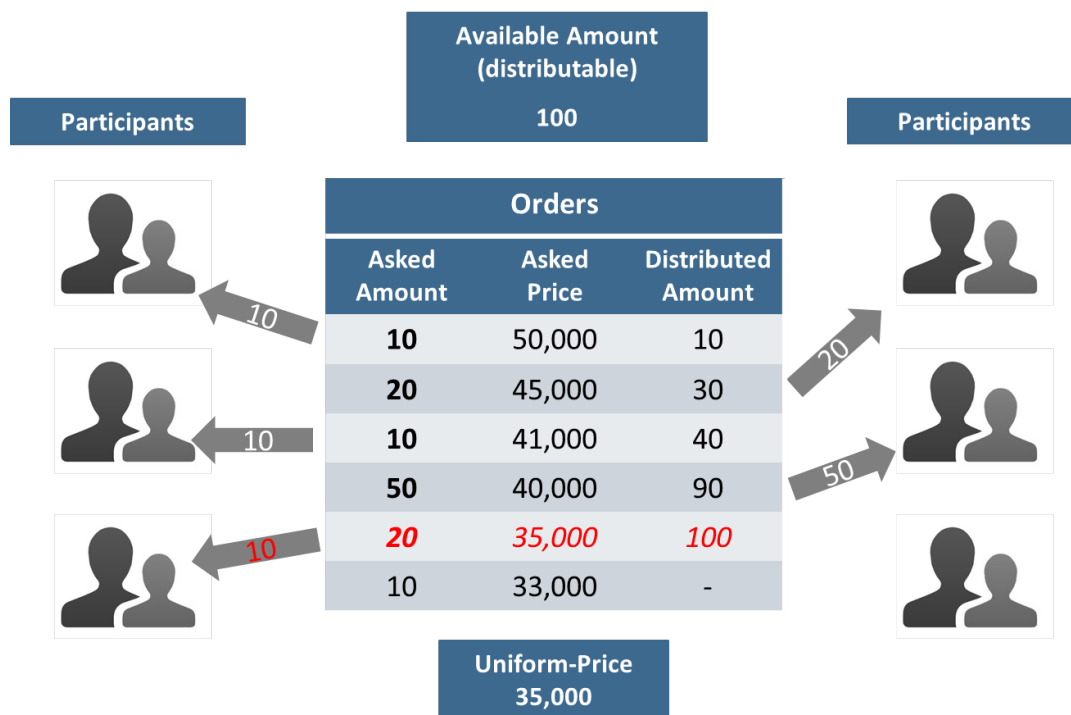 Available Amount
(distributable)
100
Participants
Participants
Orders
Asked Amount Asked Price Distributed Amount
10 50,000 10
20 45,000 30
10 41,000 40
50 40,000 90
20 35,000 100
10 33,000 -
10
10
10
20
50
Uniform-Price
35,000